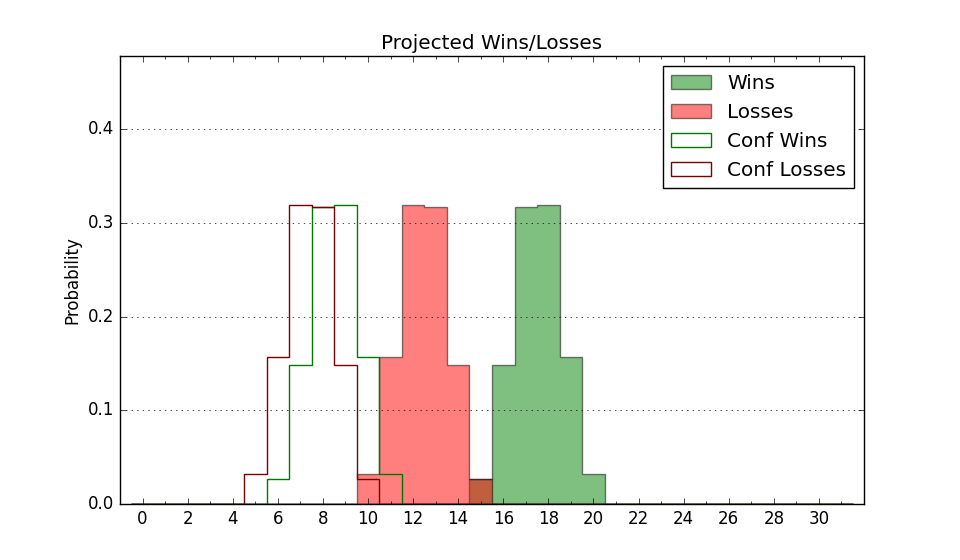 Projected Wins/Losses
Wins
Losses
Conf Wins
Conf Losses
Probability
0.4
0.3
0.2
0.1
0.0
0 2 4 6 8 10 12 14 16 18 20 22 24 26 28 30